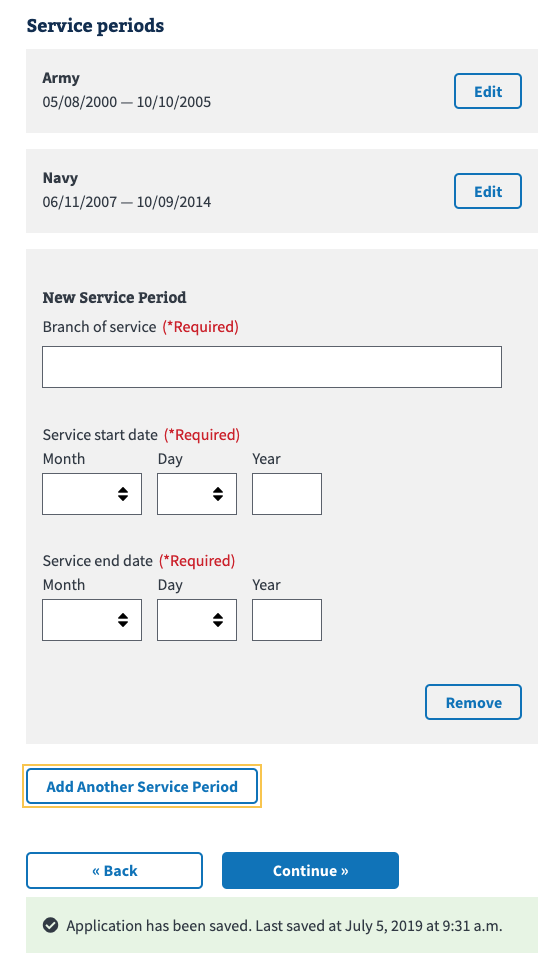 Service periods
Army
05/08/2000 — 10/10/2005
Edit
Navy
06/11/2007 — 10/09/2014
Edit
New Service Period
Branch of service (*Required)
Service start date (*Required)
Month Day Year
Service end date (*Required)
Month Day Year
Remove
Add Another Service Period
« Back Continue »
Application has been saved. Last saved at July 5, 2019 at 9:31 a.m.